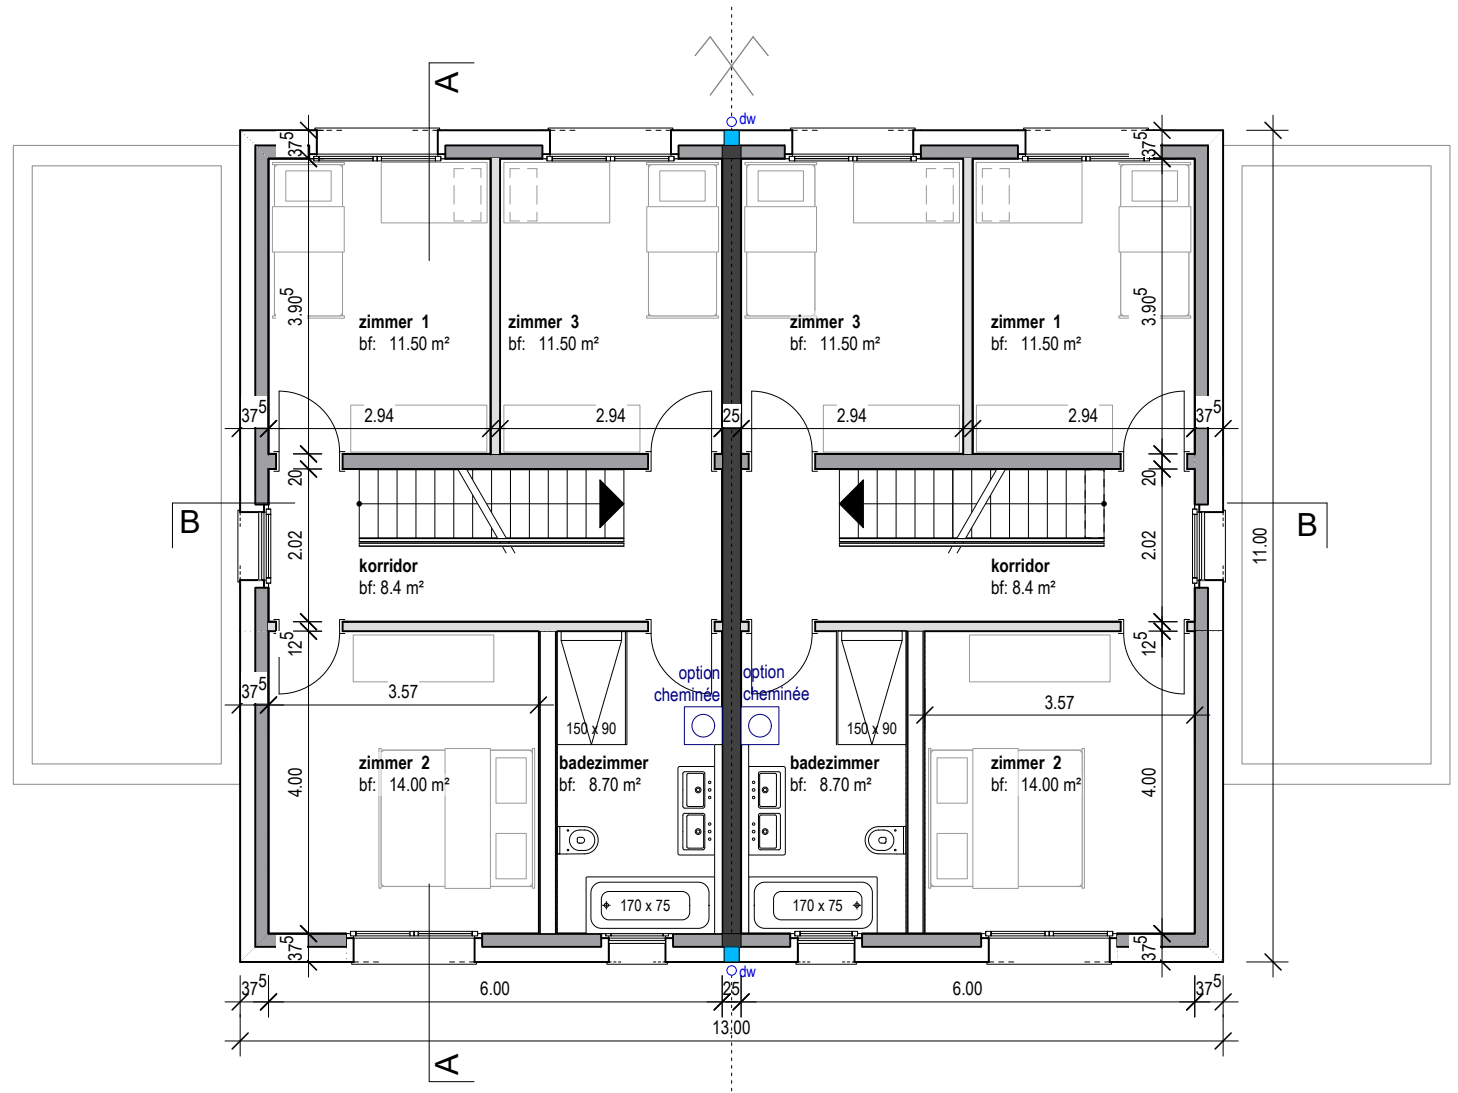 A
dw
37⁵
37⁵
3.90⁵
3.90⁵
zimmer 1
bf: 11.50 m²
zimmer 3
bf: 11.50 m²
zimmer 3
bf: 11.50 m²
zimmer 1
bf: 11.50 m²
37⁵
2.94
2.94
25
2.94
2.94
37⁵
20
20
B
B
2.02
2.02
11.00
korridor
bf: 8.4 m²
korridor
bf: 8.4 m²
12⁵
12⁵
option
cheminée
option
cheminée
37⁵
3.57
3.57
150 x 90
150 x 90
zimmer 2
bf: 14.00 m²
badezimmer
bf: 8.70 m²
badezimmer
bf: 8.70 m²
zimmer 2
bf: 14.00 m²
4.00
4.00
170 x 75
170 x 75
37⁵
37⁵
dw
37⁵
6.00
25
6.00
37⁵
13.00
A